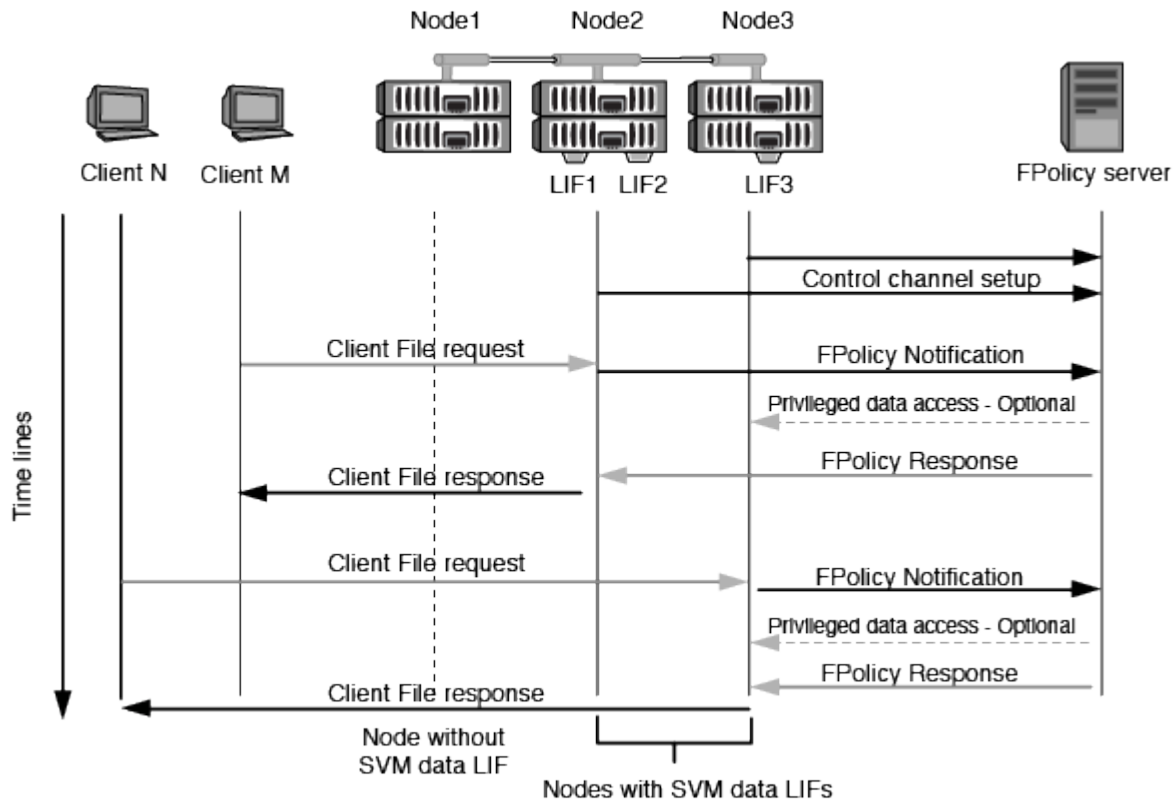 Node1
Node2
Node3
Client N
Client M
LIF1
LIF2
LIF3
FPolicy server
Control channel setup
Client File request
FPolicy Notification
Privileged data access - Optional
FPolicy Response
Client File response
Time lines
Client File request
FPolicy Notification
Privileged data access - Optional
FPolicy Response
Client File response
Node without
SVM data LIF
Nodes with SVM data LIFs